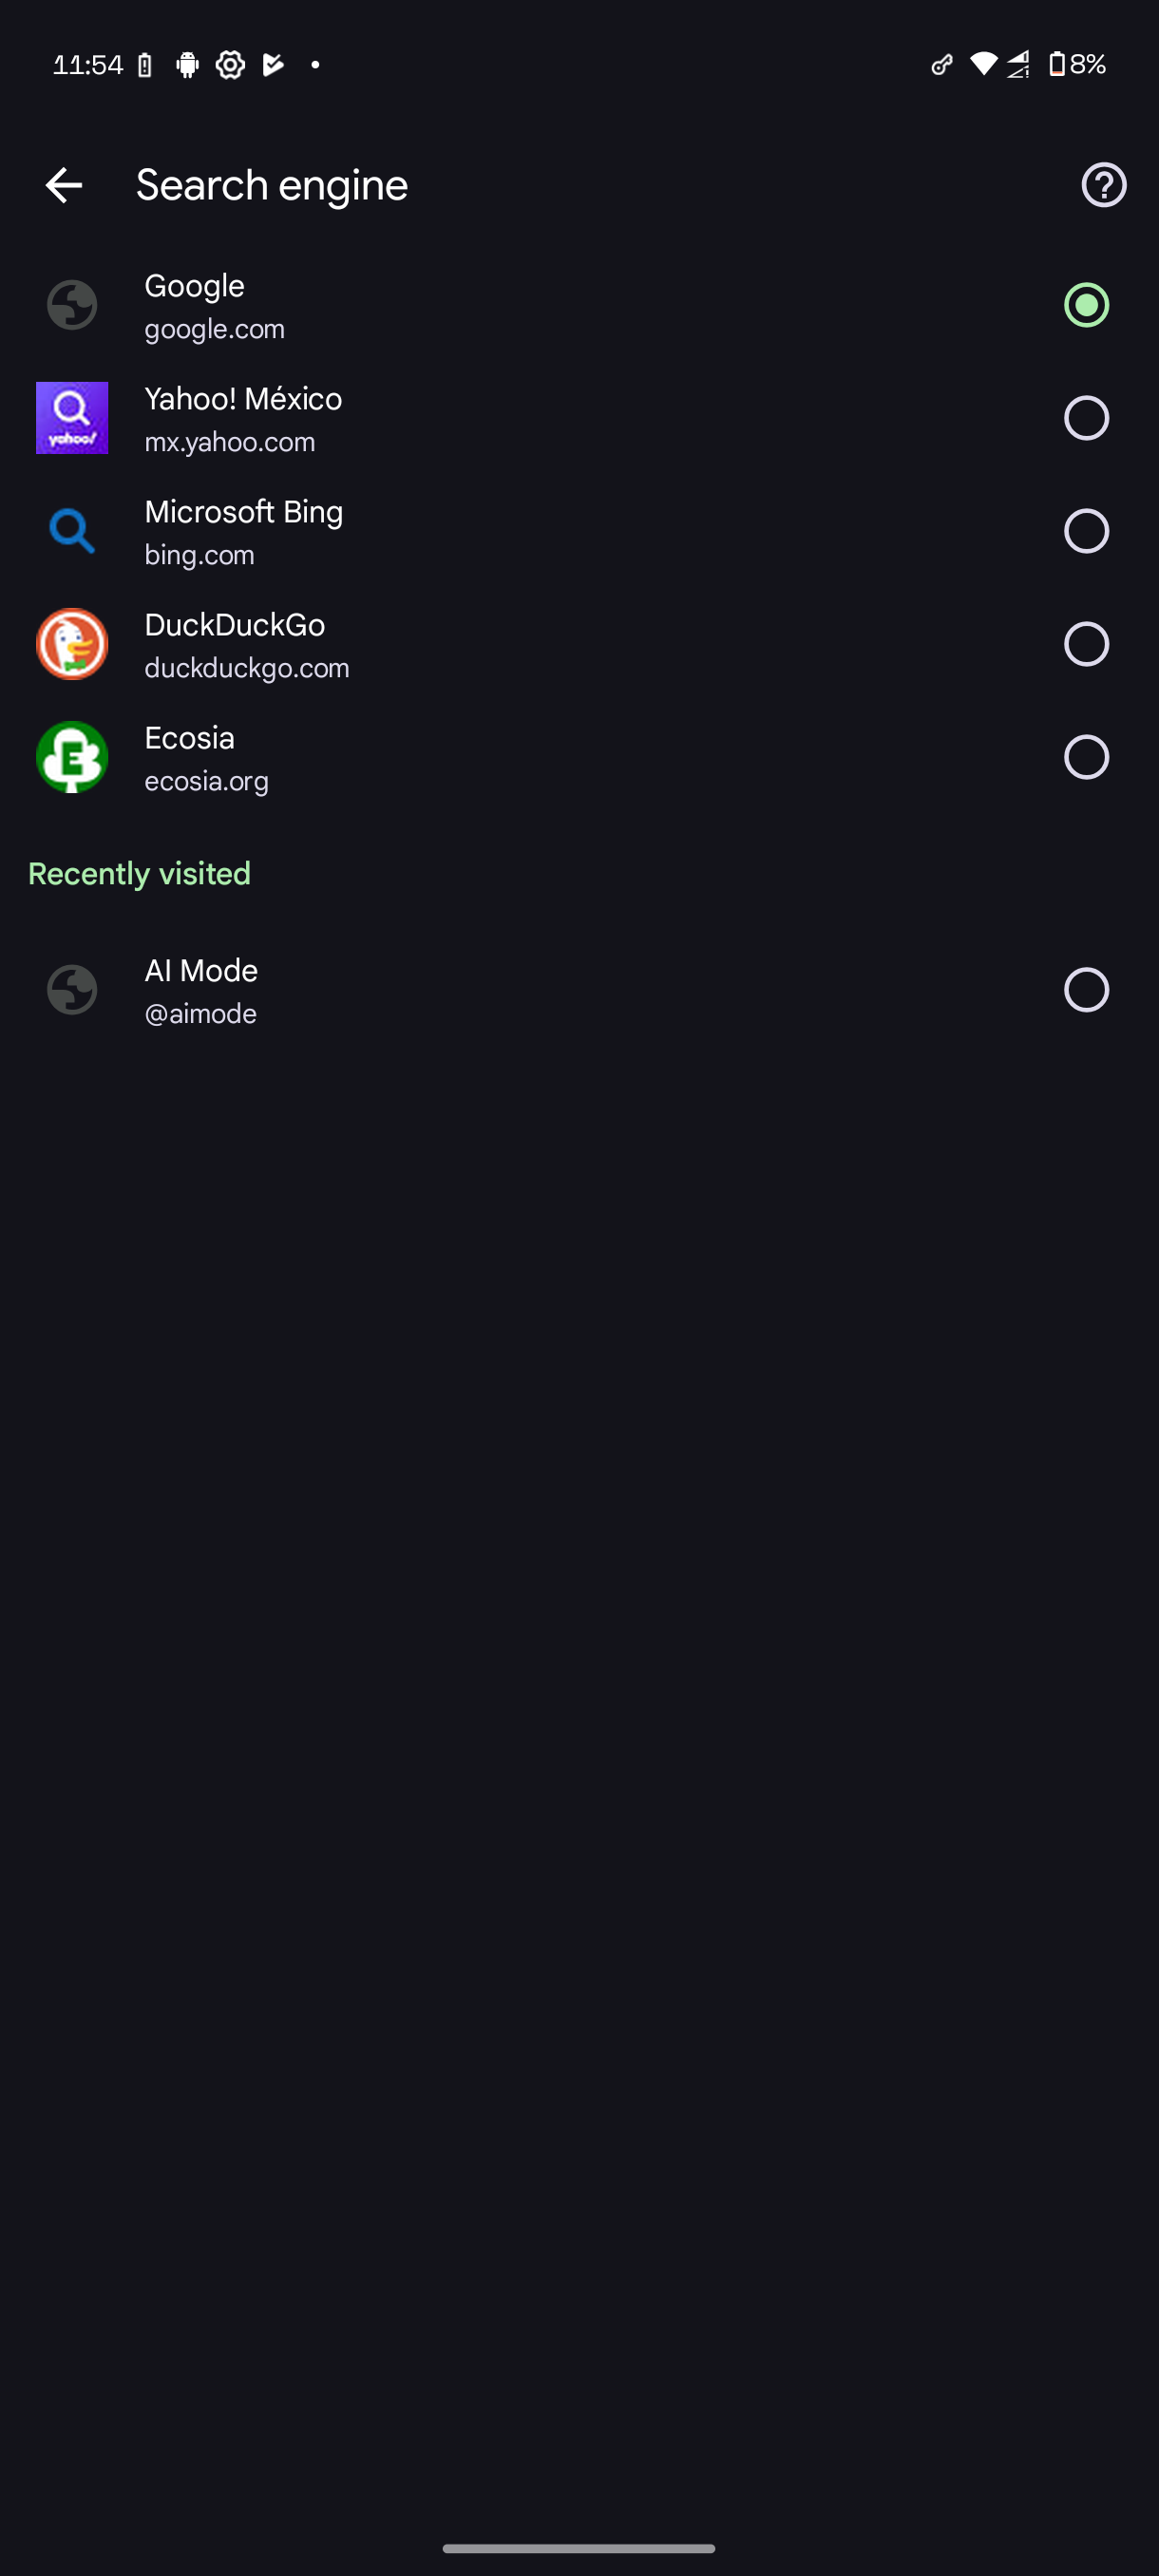 11:54
8%
Search engine
Google
google.com
yahoo!
Yahoo! México
mx.yahoo.com
Microsoft Bing
bing.com
DuckDuckGo
duckduckgo.com
E
Ecosia
ecosia.org
Recently visited
AI Mode
@aimode